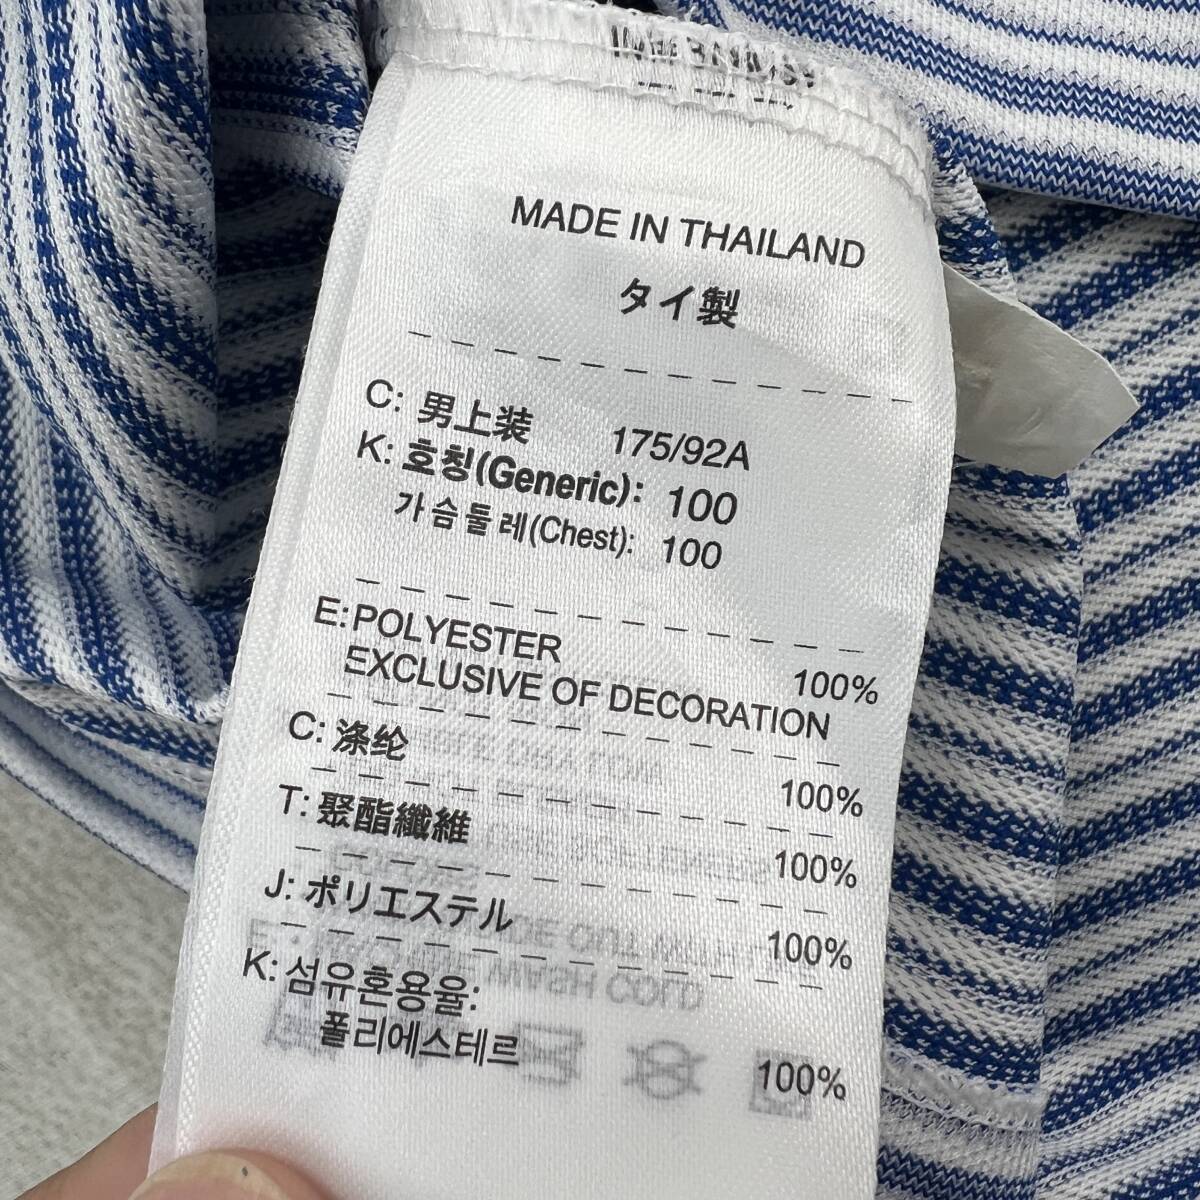 MADE IN THAILAND
タイ製
C: 男上装 175/92A
K: 호칭(Generic): 100
가슴둘레(Chest): 100
E: POLYESTER 100%
EXCLUSIVE OF DECORATION
C: 涤纶 100%
T: 聚酯纖維 100%
J: ポリエステル 100%
K: 섬유혼용율:
폴리에스테르 100%